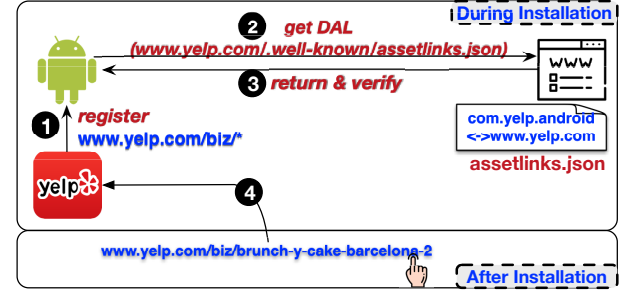 During Installation
2
get DAL
(www.yelp.com/.well-known/assetlinks.json)
www
3
return & verify
1
register
www.yelp.com/biz/*
com.yelp.android
<->www.yelp.com
assetlinks.json
yelp
4
www.yelp.com/biz/brunch-y-cake-barcelona-2
After Installation